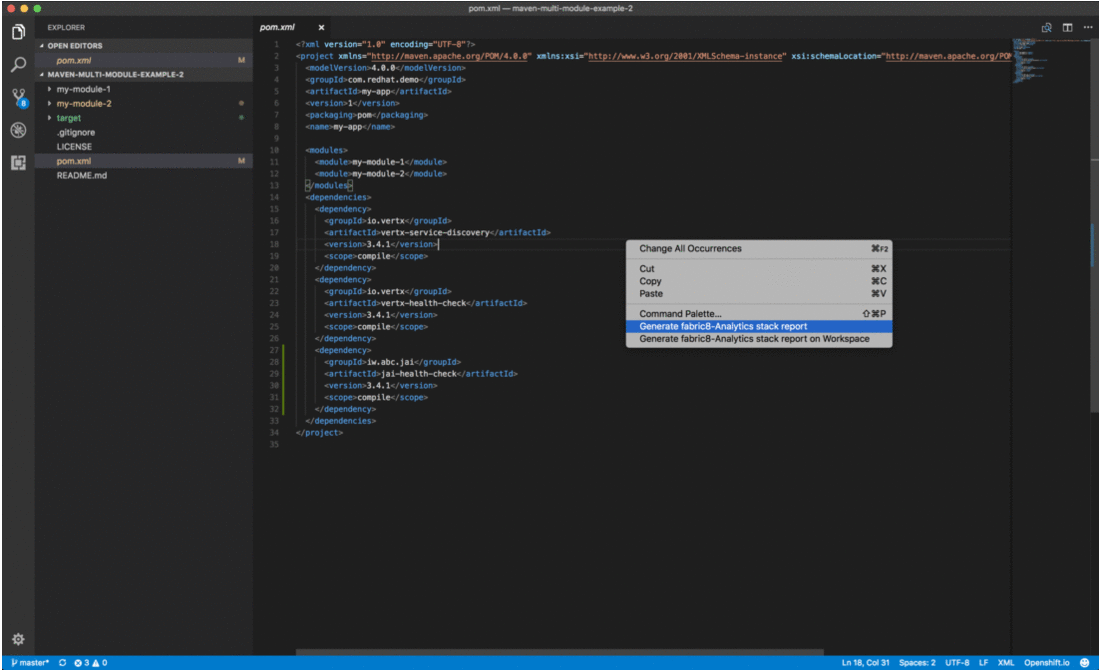 pom.xml — maven-multi-module-example-2
EXPLORER
OPEN EDITORS
pom.xml M
MAVEN-MULTI-MODULE-EXAMPLE-2
my-module-1
my-module-2
target
.gitignore
LICENSE
pom.xml M
README.md
8
pom.xml ×
1 <?xml version="1.0" encoding="UTF-8"?>
2 <project xmlns="http://maven.apache.org/POM/4.0.0" xmlns:xsi="http://www.w3.org/2001/XMLSchema-instance" xsi:schemaLocation="http://maven.apache.org/PO
3 <modelVersion>4.0.0</modelVersion>
4 <groupId>com.redhat.demo</groupId>
5 <artifactId>my-app</artifactId>
6 <version>1</version>
7 <packaging>pom</packaging>
8 <name>my-app</name>
9
10 <modules>
11 <module>my-module-1</module>
12 <module>my-module-2</module>
13 </modules>
14 <dependencies>
15 <dependency>
16 <groupId>io.vertx</groupId>
17 <artifactId>vertx-service-discovery</artifactId>
18 <version>3.4.1</version>
19 <scope>compile</scope>
20 </dependency>
21 <dependency>
22 <groupId>io.vertx</groupId>
23 <artifactId>vertx-health-check</artifactId>
24 <version>3.4.1</version>
25 <scope>compile</scope>
26 </dependency>
27 <dependency>
28 <groupId>iw.abc.jai</groupId>
29 <artifactId>jai-health-check</artifactId>
30 <version>3.4.1</version>
31 <scope>compile</scope>
32 </dependency>
33 </dependencies>
34 </project>
35
Change All Occurrences ⌘F2
Cut ⌘X
Copy ⌘C
Paste ⌘V
Command Palette... ⇧⌘P
Generate fabric8-Analytics stack report
Generate fabric8-Analytics stack report on Workspace
master* 3 0
Ln 18, Col 31 Spaces: 2 UTF-8 LF XML Openshift.io